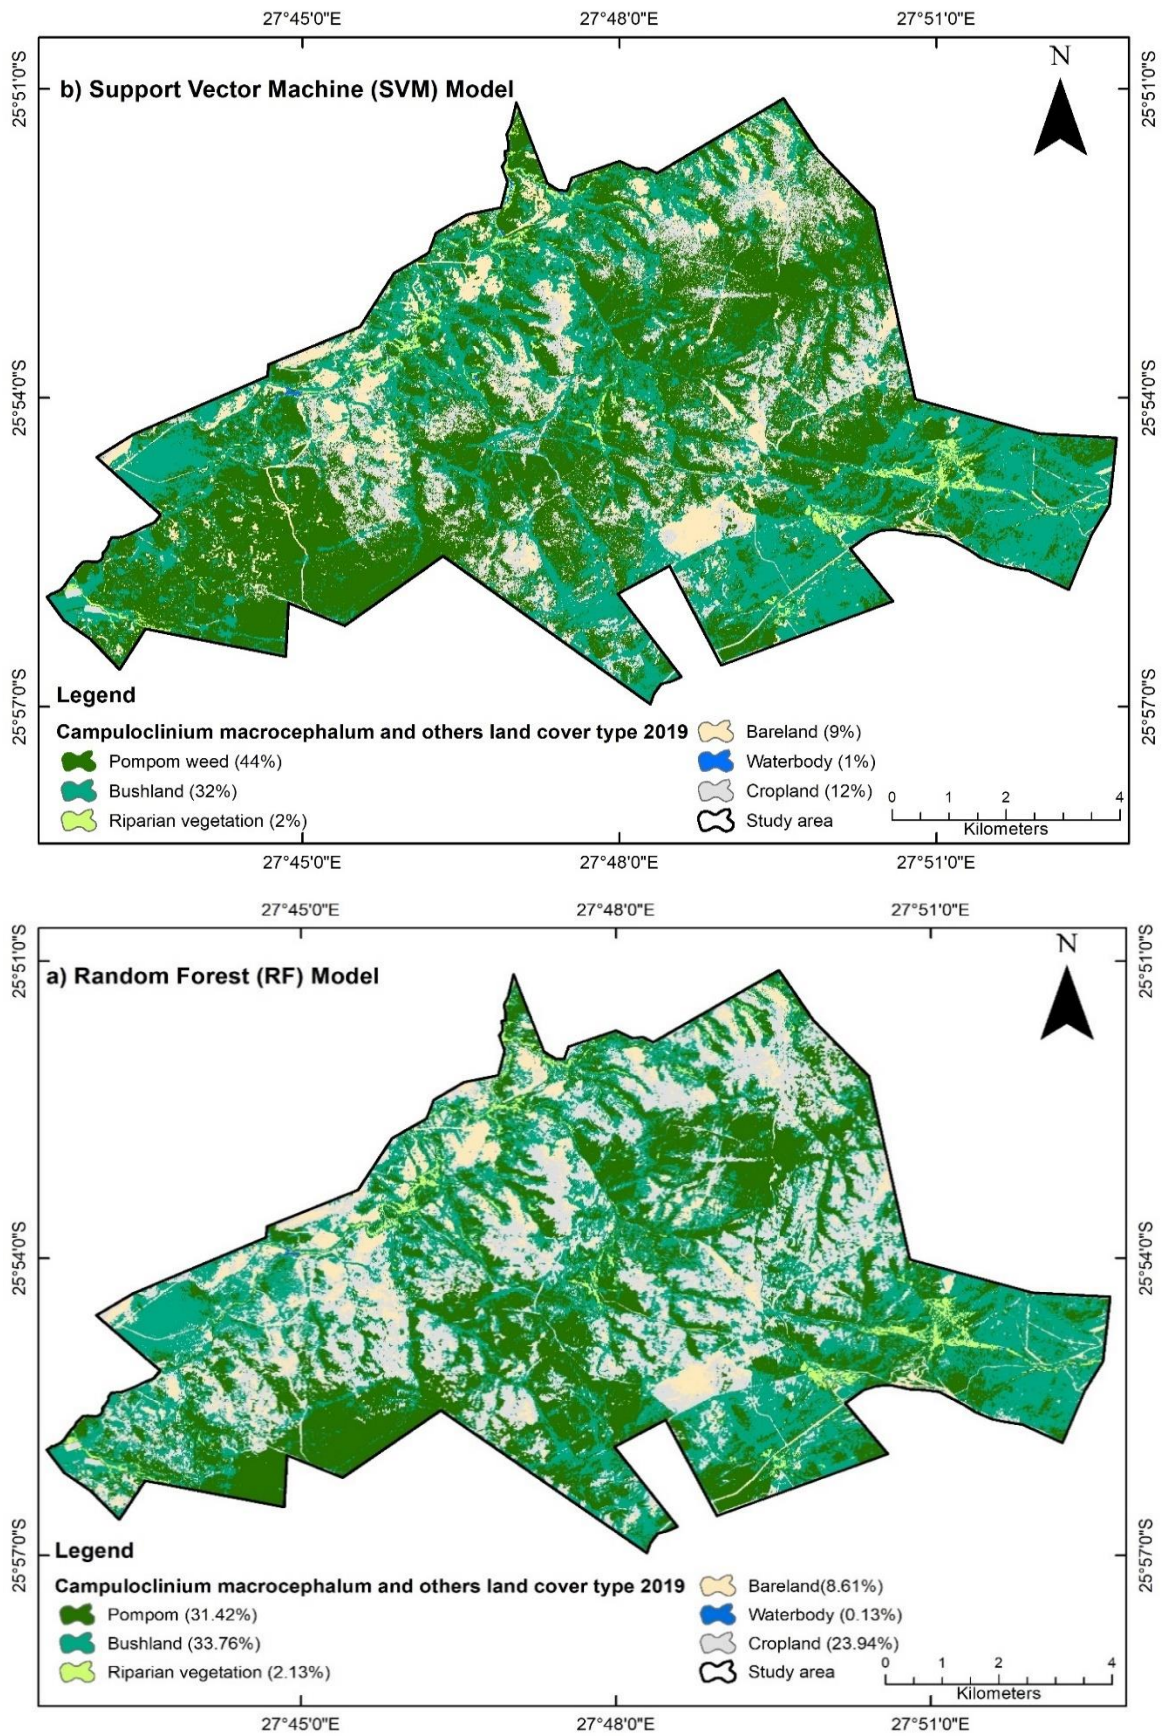 27°45'0"E 27°48'0"E 27°51'0"E
N
b) Support Vector Machine (SVM) Model
25°51'0"S 25°51'0"S
25°54'0"S 25°54'0"S
25°57'0"S 25°57'0"S
Legend
Campuloclinium macrocephalum and others land cover type 2019
Pompom weed (44%)
Bushland (32%)
Riparian vegetation (2%)
Bareland (9%)
Waterbody (1%)
Cropland (12%)
Study area
0 1 2 4
Kilometers
27°45'0"E 27°48'0"E 27°51'0"E
27°45'0"E 27°48'0"E 27°51'0"E
N
a) Random Forest (RF) Model
25°51'0"S 25°51'0"S
25°54'0"S 25°54'0"S
25°57'0"S 25°57'0"S
Legend
Campuloclinium macrocephalum and others land cover type 2019
Pompom (31.42%)
Bushland (33.76%)
Riparian vegetation (2.13%)
Bareland(8.61%)
Waterbody (0.13%)
Cropland (23.94%)
Study area
0 1 2 4
Kilometers
27°45'0"E 27°48'0"E 27°51'0"E